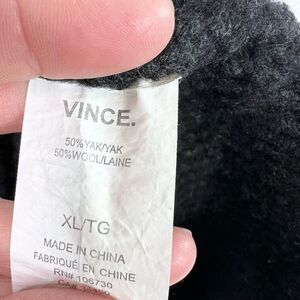 VINCE.
50%YAK/YAK
50%WOOL/LAINE
XL/TG
MADE IN CHINA
FABRIQUÉ EN CHINE
RN# 106730